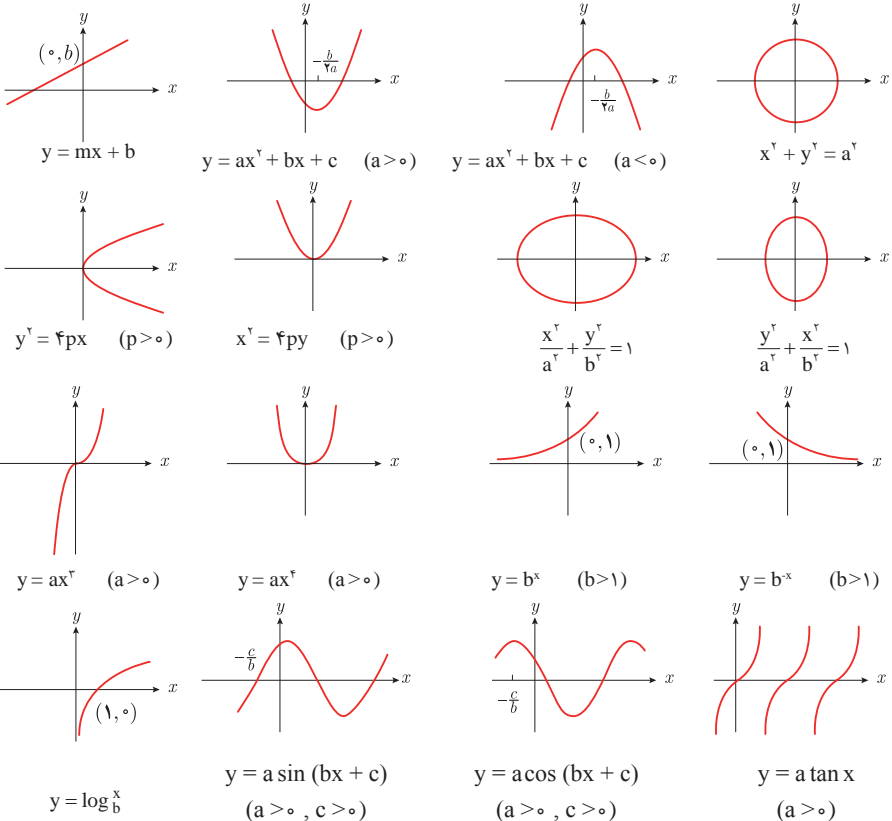 y y y y
(۰,b) x
−b/۲a x
−b/۲a x
x
y = mx + b
y = ax۲ + bx + c (a>۰)
y = ax۲ + bx + c (a<۰)
x۲ + y۲ = a۲
y y y y
x x x x
y۲ = ۴px (p>۰)
x۲ = ۴py (p>۰)
x۲/a۲ + y۲/b۲ = ۱
y۲/a۲ + x۲/b۲ = ۱
y y y y
x x (۰,۱) x (۰,۱) x
y = ax۳ (a>۰)
y = ax۴ (a>۰)
y = bˣ (b>۱)
y = b⁻ˣ (b>۱)
y y y y
(۱,۰) x
−c/b x
−c/b x
x
y = log x b
y = a sin (bx + c)
(a >۰ , c >۰)
y = a cos (bx + c)
(a >۰ , c >۰)
y = a tan x
(a >۰)